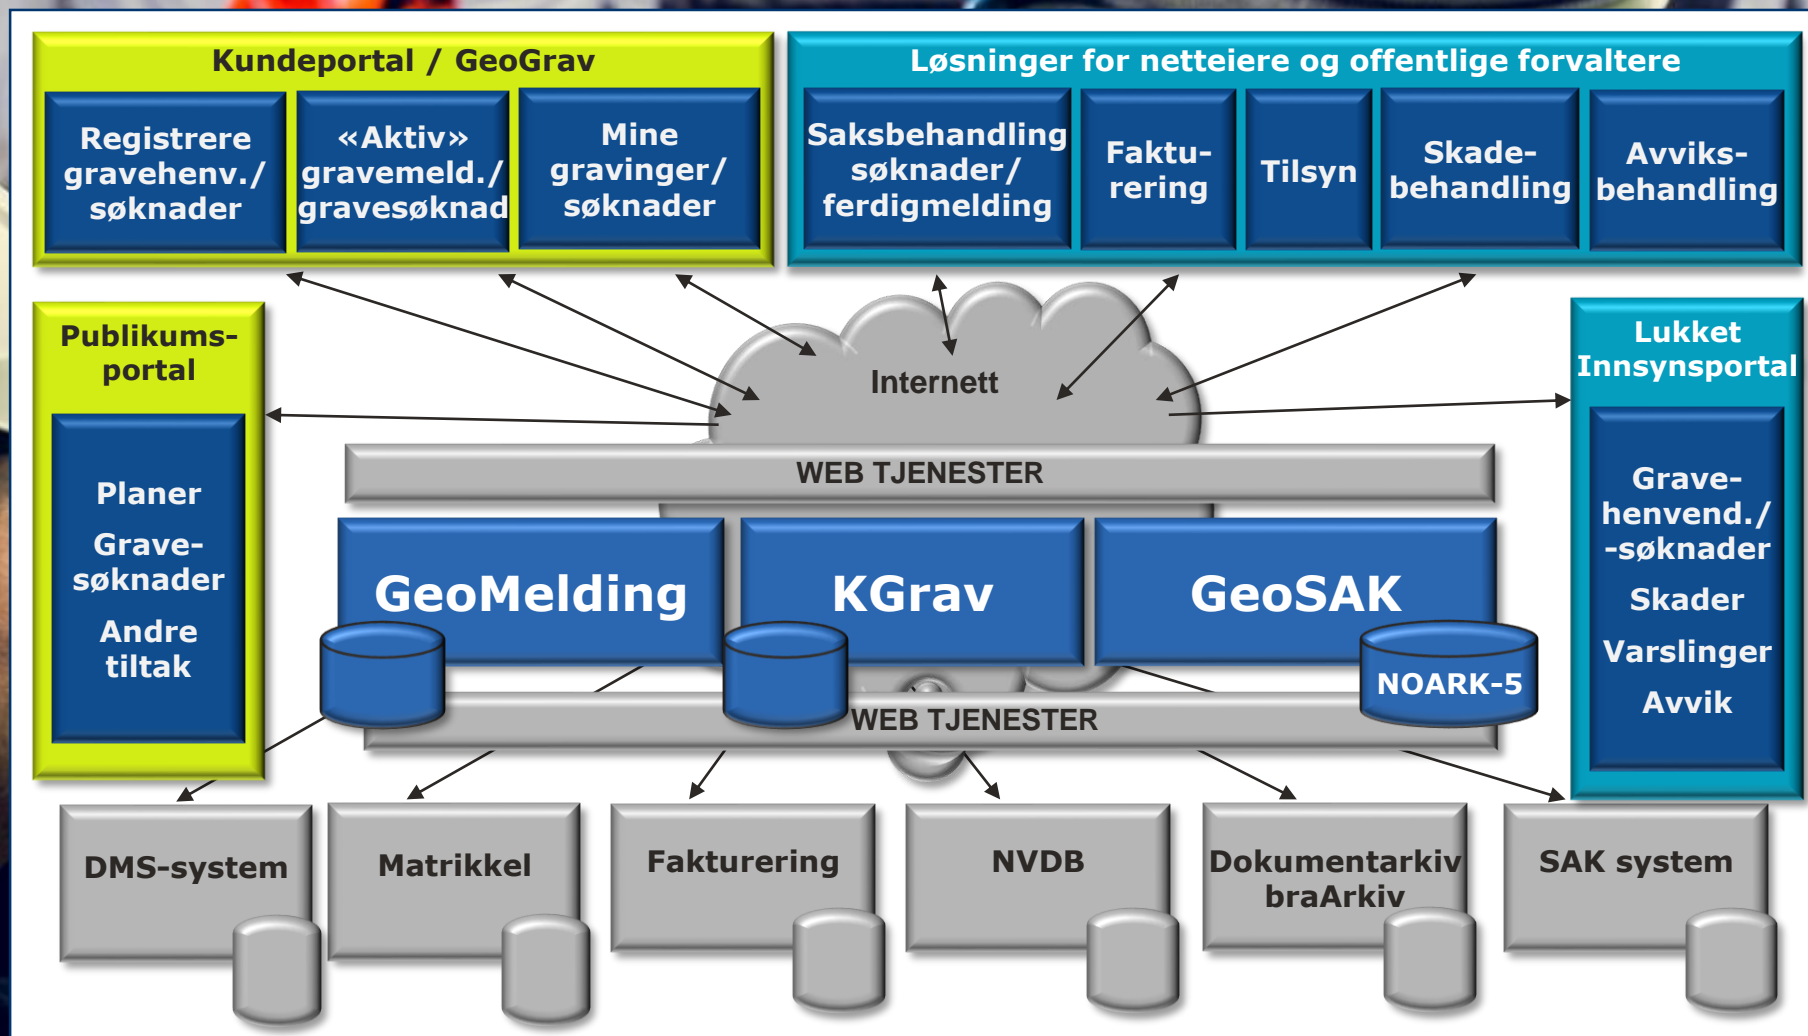 Kundeportal / GeoGrav
Registrere
gravehenv./
søknader
«Aktiv»
gravemeld./
gravesøknad
Mine
gravinger/
søknader
Løsninger for netteiere og offentlige forvaltere
Saksbehandling
søknader/
ferdigmelding
Faktu-
rering
Tilsyn
Skade-
behandling
Avviks-
behandling
Publikums-
portal
Planer
Grave-
søknader
Andre
tiltak
Internett
WEB TJENESTER
GeoMelding
KGrav
GeoSAK
NOARK-5
WEB TJENESTER
Lukket
Innsynsportal
Grave-
henvend./
-søknader
Skader
Varslinger
Avvik
DMS-system
Matrikkel
Fakturering
NVDB
Dokumentarkiv
braArkiv
SAK system